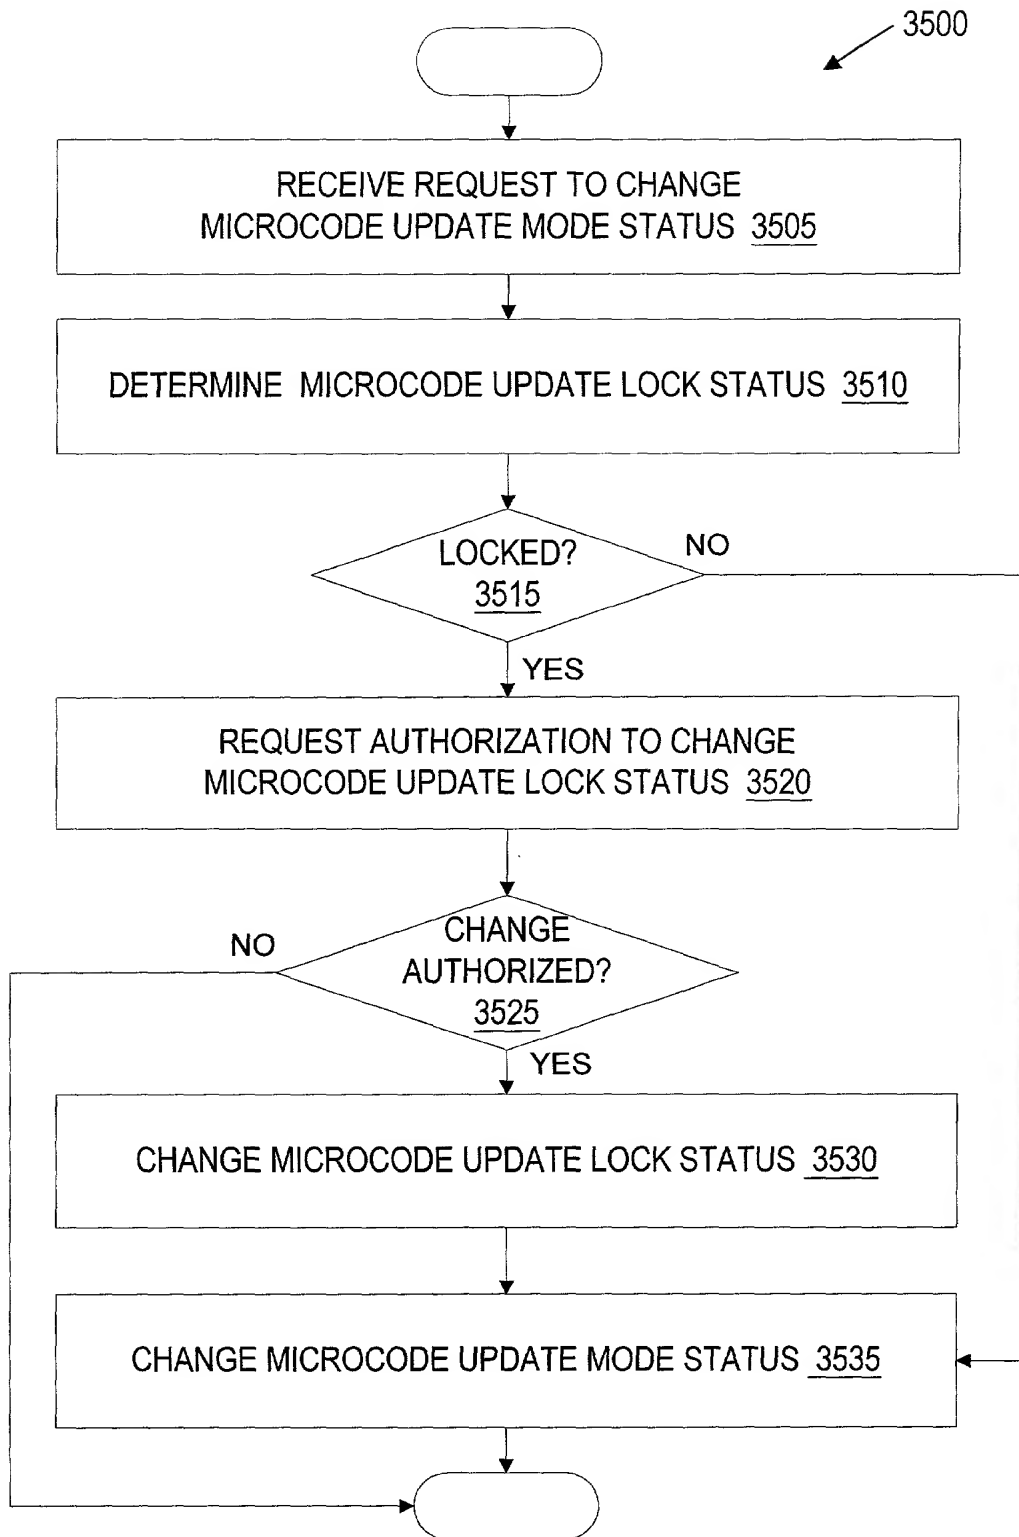 3500
RECEIVE REQUEST TO CHANGE
MICROCODE UPDATE MODE STATUS 3505
DETERMINE MICROCODE UPDATE LOCK STATUS 3510
LOCKED?
3515
NO
YES
REQUEST AUTHORIZATION TO CHANGE
MICROCODE UPDATE LOCK STATUS 3520
NO
CHANGE
AUTHORIZED?
3525
YES
CHANGE MICROCODE UPDATE LOCK STATUS 3530
CHANGE MICROCODE UPDATE MODE STATUS 3535